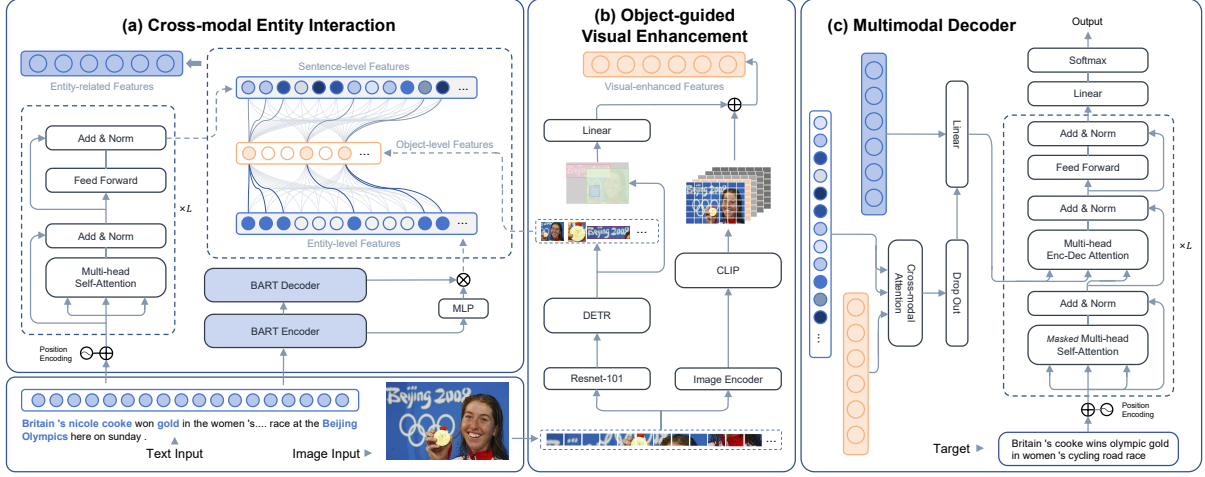 (a) Cross-modal Entity Interaction
Entity-related Features
Sentence-level Features
Object-level Features
Entity-level Features
Add & Norm
Feed Forward
×L
Add & Norm
Multi-head
Self-Attention
Position
Encoding
BART Decoder
BART Encoder
MLP
Britain 's nicole cooke won gold in the women 's.... race at the Beijing
Olympics here on sunday .
Text Input
Image Input
Beijing 2008
(b) Object-guided
Visual Enhancement
Visual-enhanced Features
Linear
Beijing 2008
CLIP
DETR
Resnet-101
Image Encoder
(c) Multimodal Decoder
Output
Softmax
Linear
Add & Norm
Feed Forward
Add & Norm
Multi-head
Enc-Dec Attention
×L
Add & Norm
Masked Multi-head
Self-Attention
Position
Encoding
Linear
Drop Out
Cross-modal
Attention
Target
Britain 's cooke wins olympic gold
in women 's cycling road race